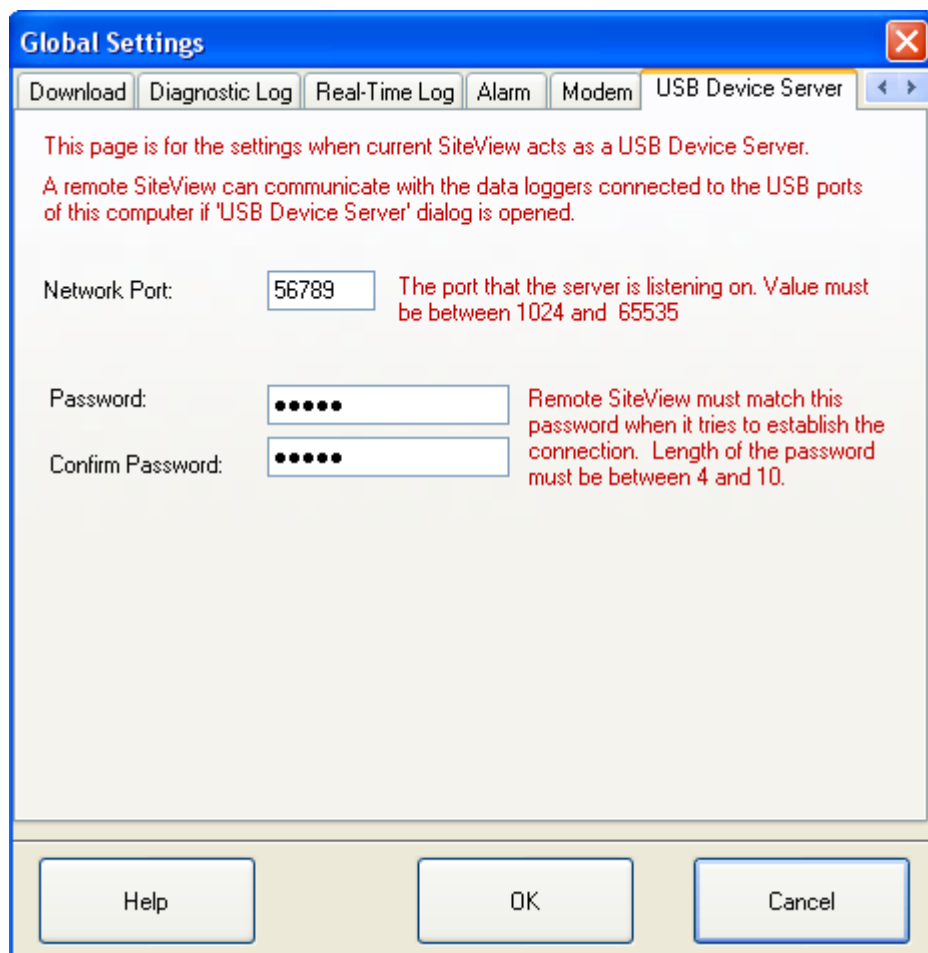 Global Settings
Download Diagnostic Log Real-Time Log Alarm Modem USB Device Server
This page is for the settings when current SiteView acts as a USB Device Server.
A remote SiteView can communicate with the data loggers connected to the USB ports
of this computer if 'USB Device Server' dialog is opened.
Network Port: 56789 The port that the server is listening on. Value must
be between 1024 and 65535
Password: ●●●●● Remote SiteView must match this
password when it tries to establish the
Confirm Password: ●●●●● connection. Length of the password
must be between 4 and 10.
Help OK Cancel